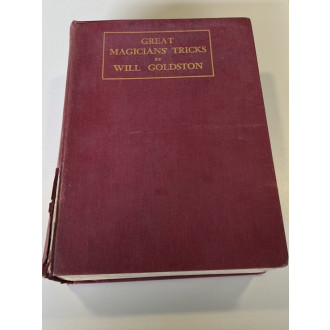 GREAT
MAGICIANS' TRICKS
BY
WILL GOLDSTON